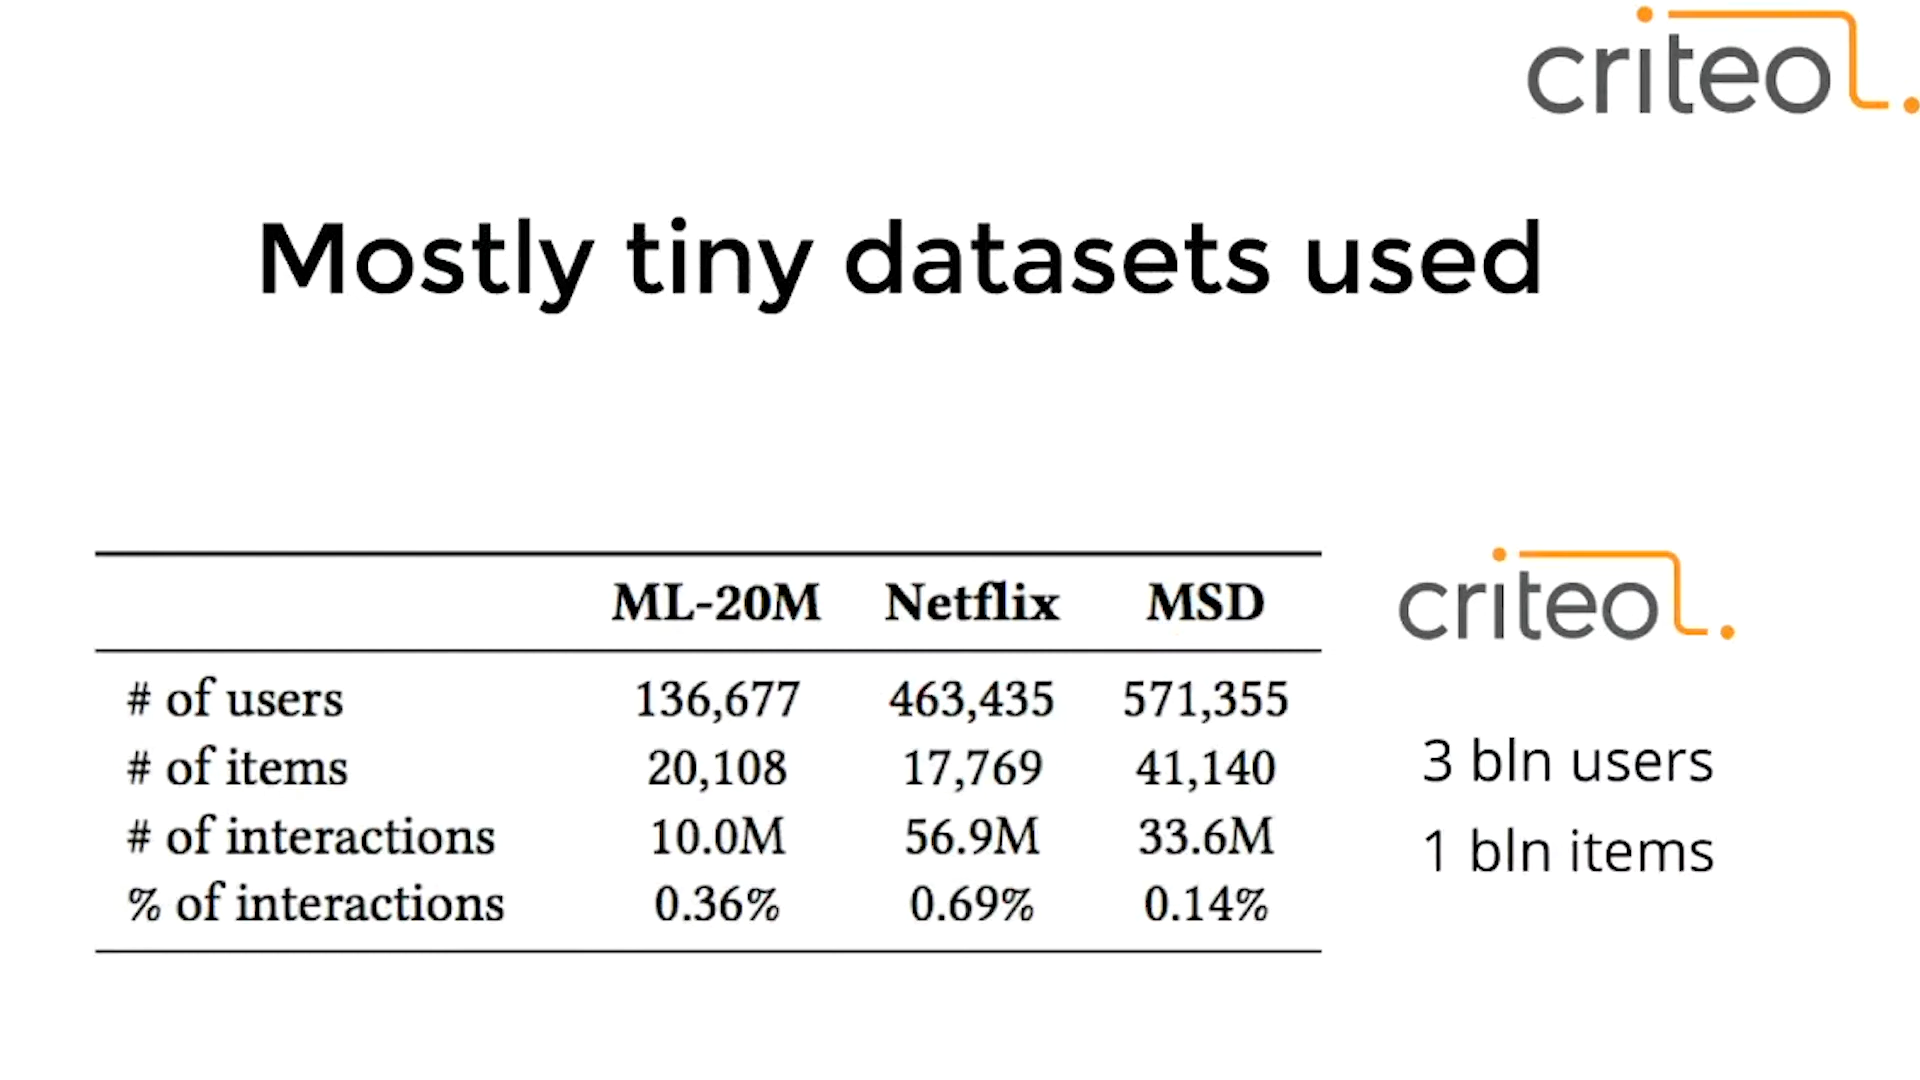 criteo
Mostly tiny datasets used
ML-20M Netflix MSD
# of users 136,677 463,435 571,355
# of items 20,108 17,769 41,140
# of interactions 10.0M 56.9M 33.6M
% of interactions 0.36% 0.69% 0.14%
criteo
3 bln users
1 bln items